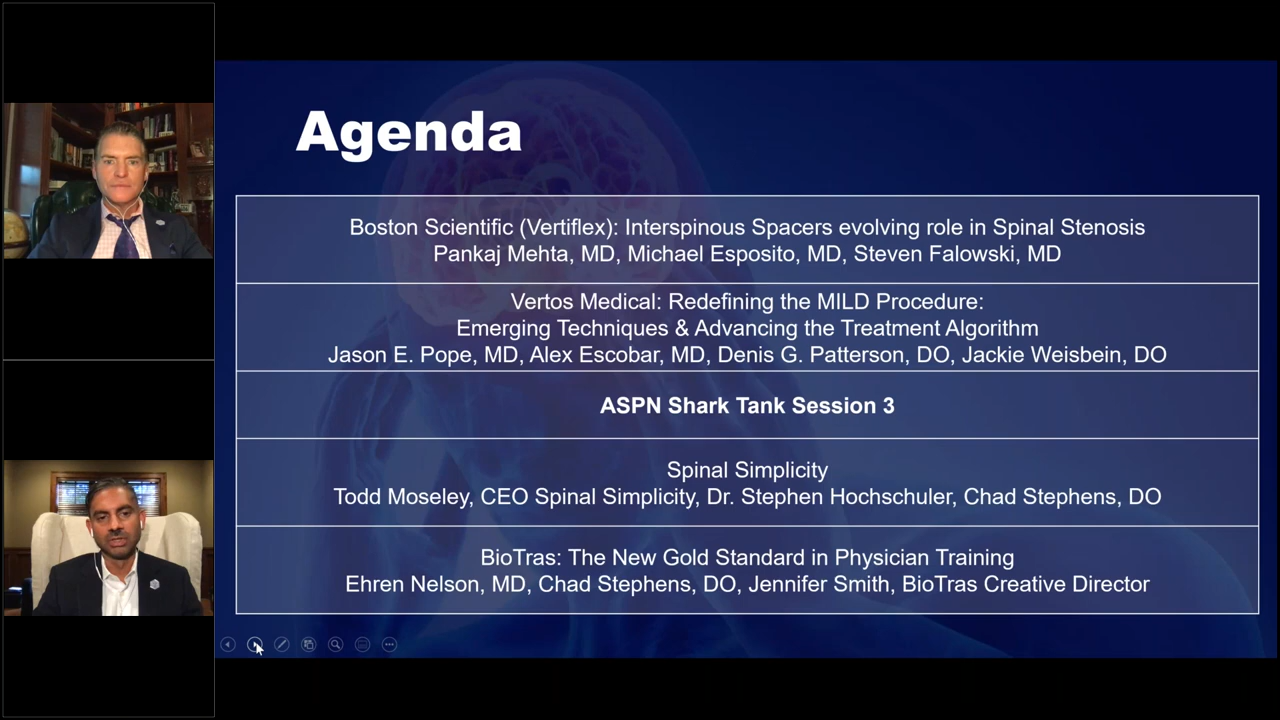 Agenda
Boston Scientific (Vertiflex): Interspinous Spacers evolving role in Spinal Stenosis
Pankaj Mehta, MD, Michael Esposito, MD, Steven Falowski, MD
Vertos Medical: Redefining the MILD Procedure:
Emerging Techniques & Advancing the Treatment Algorithm
Jason E. Pope, MD, Alex Escobar, MD, Denis G. Patterson, DO, Jackie Weisbein, DO
ASPN Shark Tank Session 3
Spinal Simplicity
Todd Moseley, CEO Spinal Simplicity, Dr. Stephen Hochschuler, Chad Stephens, DO
BioTras: The New Gold Standard in Physician Training
Ehren Nelson, MD, Chad Stephens, DO, Jennifer Smith, BioTras Creative Director